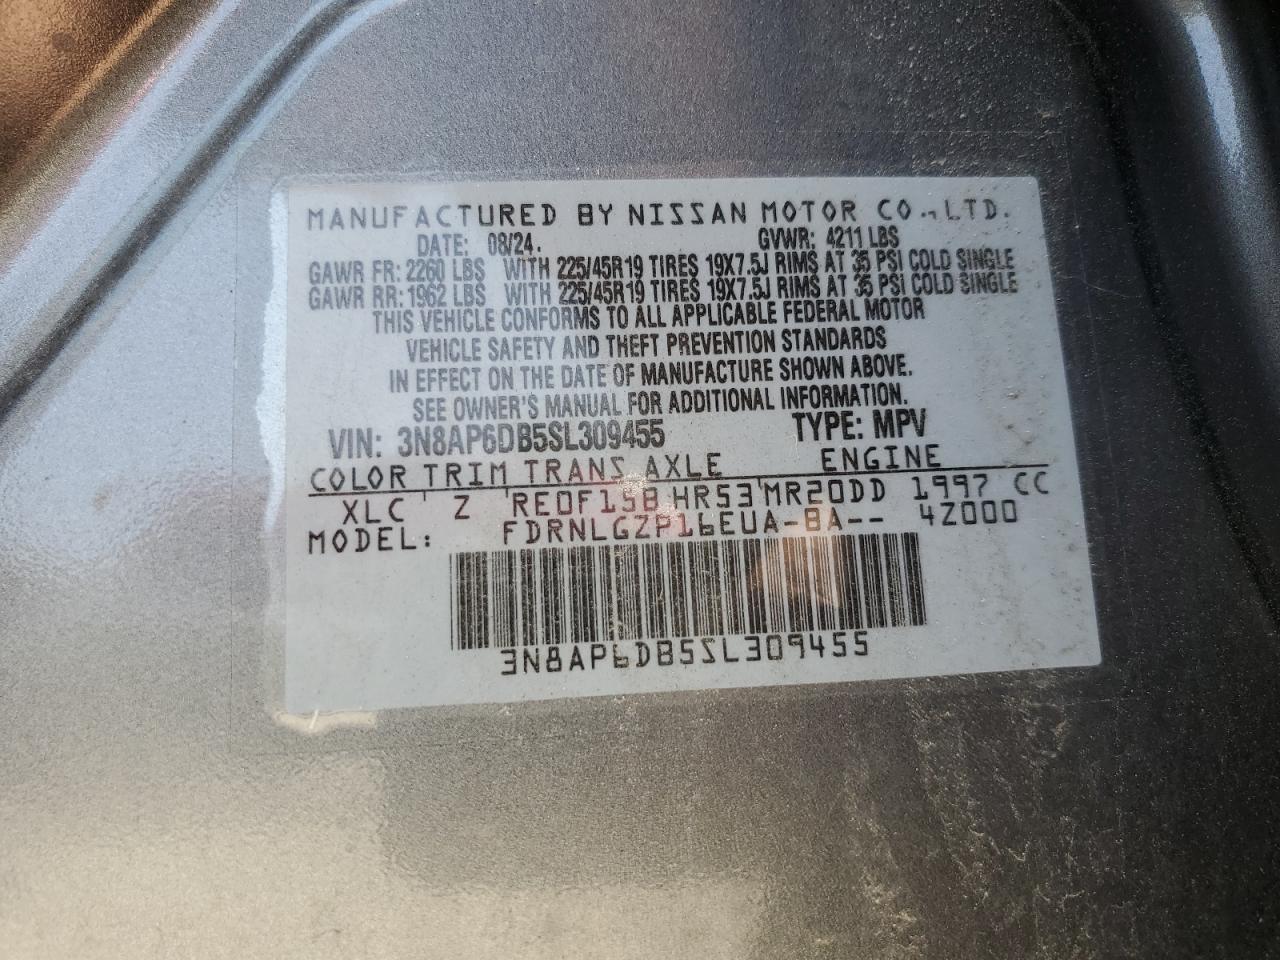 MANUFACTURED BY NISSAN MOTOR CO., LTD.
DATE: 08/24. GVWR: 4211 LBS
GAWR FR: 2260 LBS WITH 225/45R19 TIRES 19X7.5J RIMS AT 35 PSI COLD SINGLE
GAWR RR: 1962 LBS WITH 225/45R19 TIRES 19X7.5J RIMS AT 35 PSI COLD SINGLE
THIS VEHICLE CONFORMS TO ALL APPLICABLE FEDERAL MOTOR
VEHICLE SAFETY AND THEFT PREVENTION STANDARDS
IN EFFECT ON THE DATE OF MANUFACTURE SHOWN ABOVE.
SEE OWNER'S MANUAL FOR ADDITIONAL INFORMATION.
VIN: 3N8AP6DB5SL309455 TYPE: MPV
COLOR TRIM TRANS AXLE ENGINE
XLC Z RE0F15B HR53 MR20DD 1997 CC
MODEL: FDRNLGZP16EUA-BA-- 4Z000
3N8AP6DB5SL309455